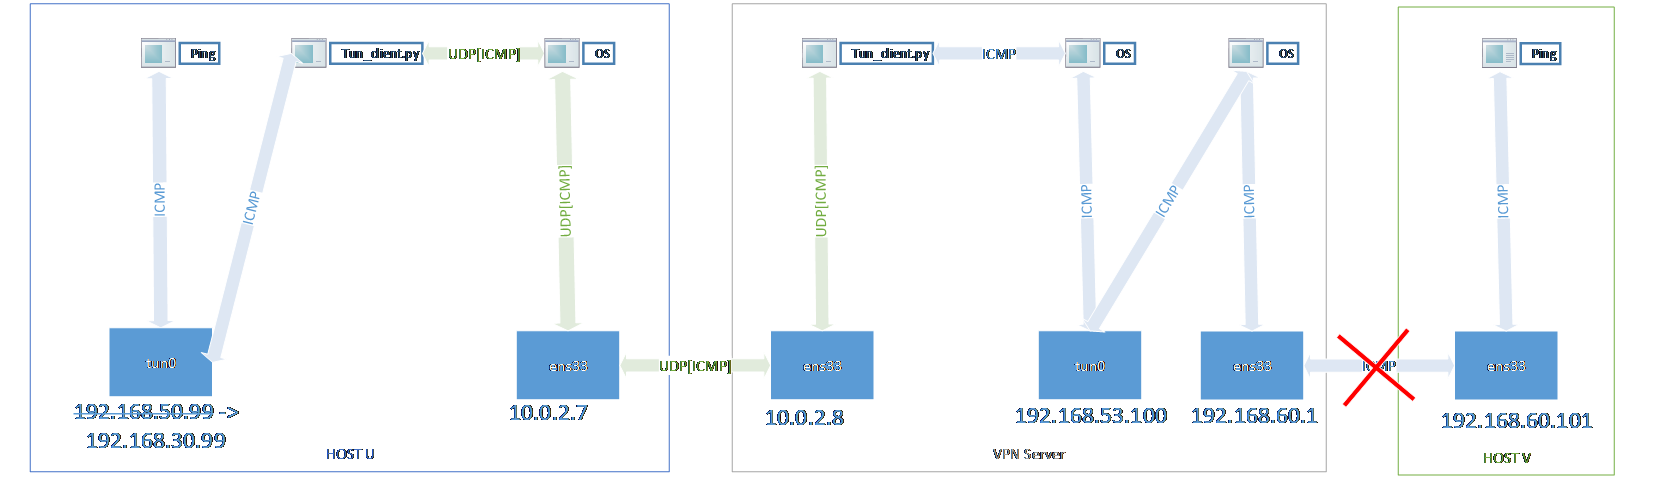 Ping
Tun_client.py
UDP[ICMP]
OS
Tun_client.py
ICMP
OS
OS
Ping
ICMP
ICMP
UDP[ICMP]
UDP[ICMP]
ICMP
ICMP
ICMP
ICMP
tun0
ens33
UDP[ICMP]
ens33
tun0
ens33
ICMP
ens33
192.168.50.99 ->
192.168.30.99
10.0.2.7
10.0.2.8
192.168.53.100
192.168.60.1
192.168.60.101
HOST U
VPN Server
HOST V